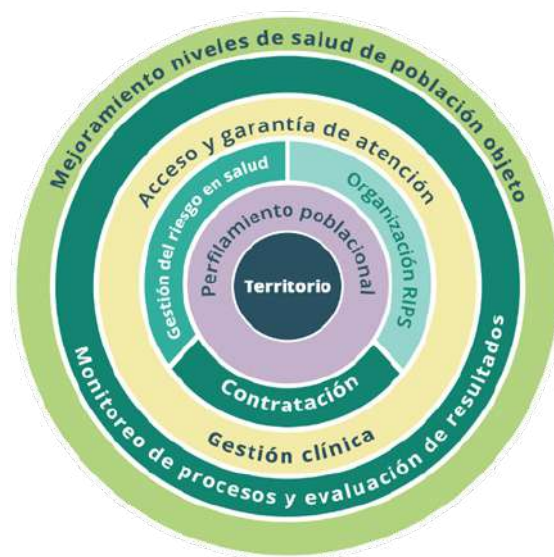 Mejoramiento niveles de salud de población objeto
Acceso y garantía de atención
Gestión del riesgo en salud
Organización RIPS
Perfilamiento poblacional
Territorio
Contratación
Gestión clínica
Monitoreo de procesos y evaluación de resultados